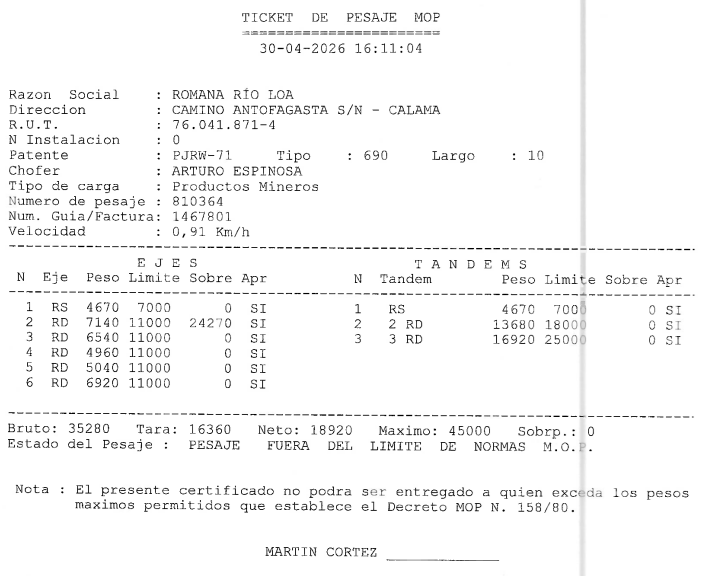 TICKET DE PESAJE MOP
========================
30-04-2026 16:11:04
Razon Social : ROMANA RÍO LOA
Direccion : CAMINO ANTOFAGASTA S/N - CALAMA
R.U.T. : 76.041.871-4
N Instalacion : 0
Patente : PJRW-71 Tipo : 690 Largo : 10
Chofer : ARTURO ESPINOSA
Tipo de carga : Productos Mineros
Numero de pesaje : 810364
Num. Guia/Factura: 1467801
Velocidad : 0,91 Km/h
E J E S T A N D E M S
N Eje Peso Limite Sobre Apr N Tandem Peso Limite Sobre Apr
1 RS 4670 7000 0 SI 1 RS 4670 7000 0 SI
2 RD 7140 11000 24270 SI 2 2 RD 13680 18000 0 SI
3 RD 6540 11000 0 SI 3 3 RD 16920 25000 0 SI
4 RD 4960 11000 0 SI
5 RD 5040 11000 0 SI
6 RD 6920 11000 0 SI
Bruto: 35280 Tara: 16360 Neto: 18920 Maximo: 45000 Sobrp.: 0
Estado del Pesaje : PESAJE FUERA DEL LIMITE DE NORMAS M.O.P.
Nota : El presente certificado no podra ser entregado a quien exceda los pesos
maximos permitidos que establece el Decreto MOP N. 158/80.
MARTIN CORTEZ ______________